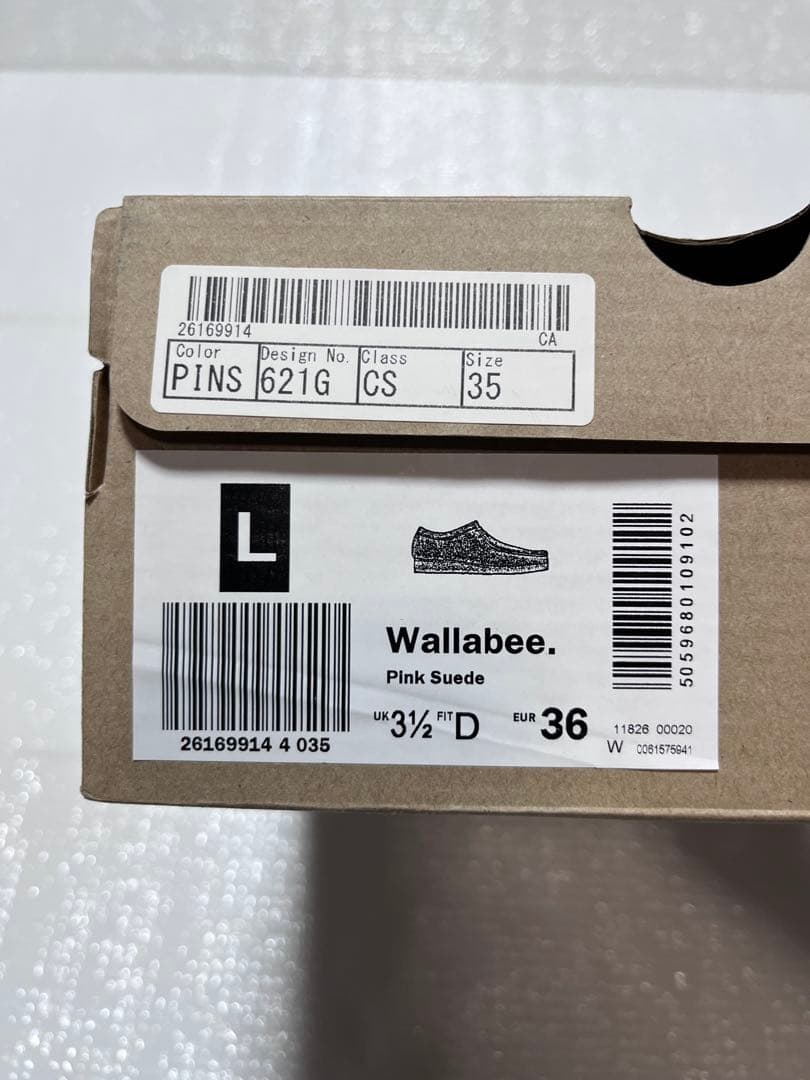 26169914
CA
Color Design No. Class Size
PINS 621G CS 35
L
Wallabee.
Pink Suede
UK 3½ FIT D EUR 36
26169914 4 035
5059680109102
11826 00020
W 0061575941